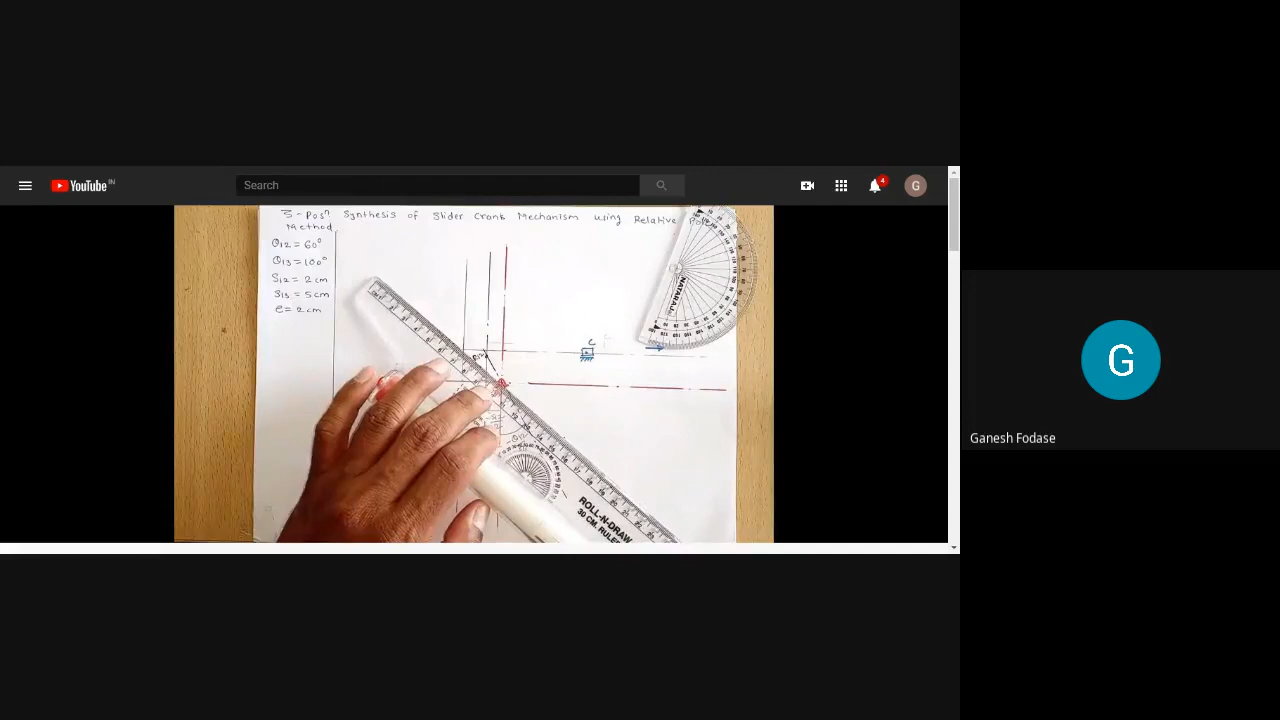 YouTube IN
Search
4
G
3-Posn Synthesis of Slider Crank Mechanism using Relative Pole
Method
θ12 = 60°
θ13 = 100°
S12 = 2 cm
S13 = 5 cm
e = 2 cm
C
NATARAJ
ROLL-N-DRAW
30 CM. RULER
G
Ganesh Fodase